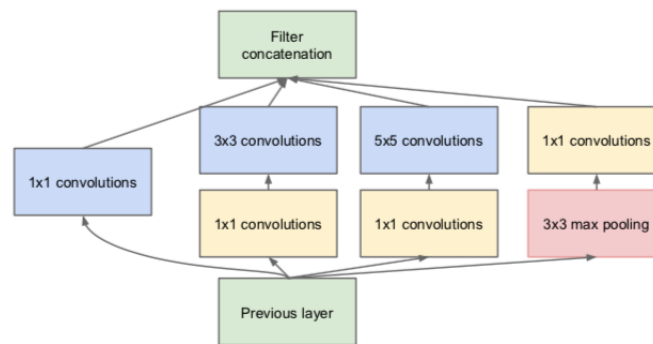 Filter
concatenation
3x3 convolutions
5x5 convolutions
1x1 convolutions
1x1 convolutions
1x1 convolutions
1x1 convolutions
3x3 max pooling
Previous layer